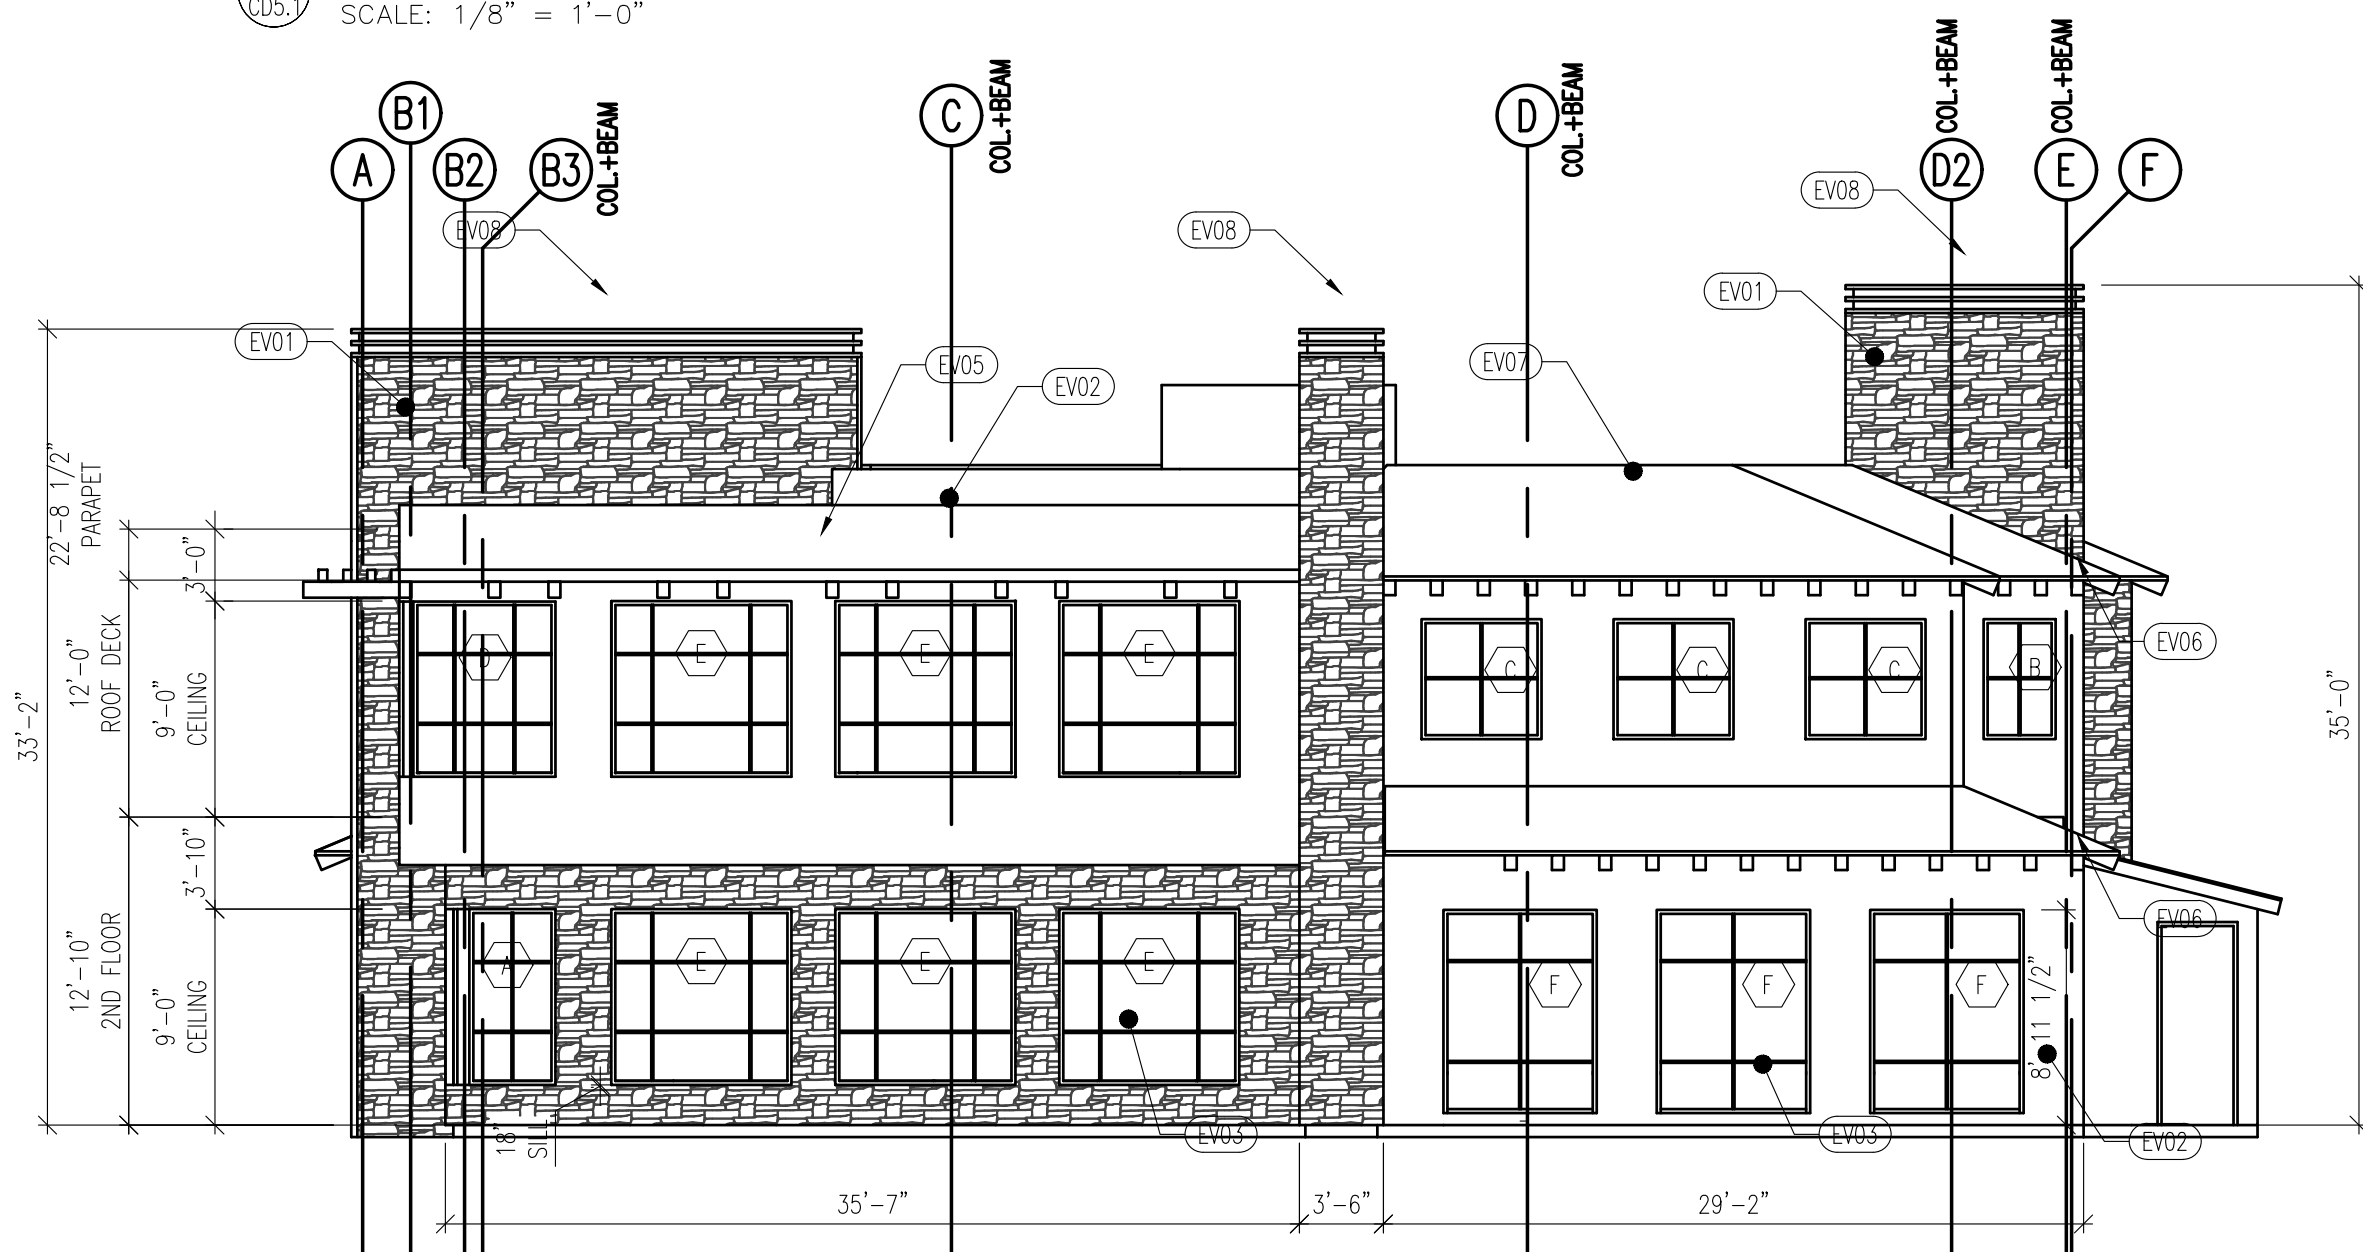 CD5.1
SCALE: 1/8" = 1'-0"
A
B1
B2
B3
COL.+BEAM
C
COL.+BEAM
D
COL.+BEAM
D2
COL.+BEAM
E
COL.+BEAM
F
EV08
EV08
EV08
EV01
EV01
EV05
EV02
EV07
EV06
EV06
EV03
EV03
EV02
33'-2"
22'-8 1/2"
PARAPET
12'-0"
ROOF DECK
3'-0"
9'-0"
CEILING
12'-10"
2ND FLOOR
3'-10"
9'-0"
CEILING
35'-0"
D
E
E
E
C
C
C
B
A
E
E
E
F
F
F
8' 11 1/2"
18"
SILL
35'-7"
3'-6"
29'-2"